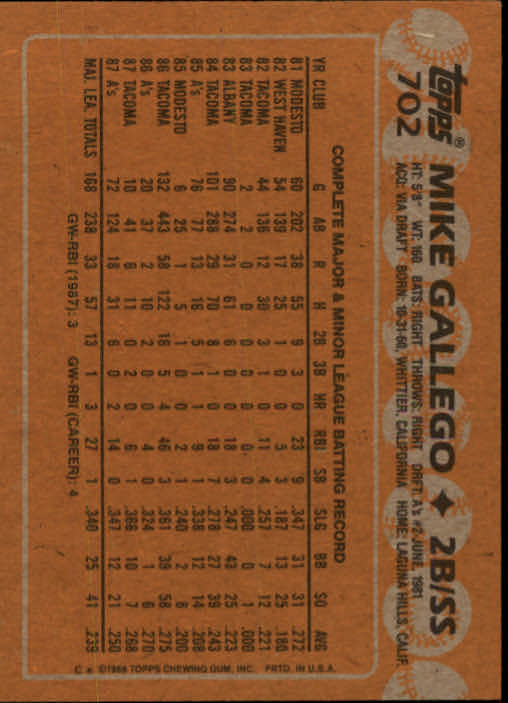 topps®
702
MIKE GALLEGO ✦ 2B/SS
HT: 5'8" WT: 160 BATS: RIGHT THROWS: RIGHT DRFT: A's #2-JUNE, 1981
ACQ: VIA DRAFT BORN: 10-31-60, WHITTIER, CALIFORNIA HOME: LAGUNA HILLS, CALIF.
COMPLETE MAJOR & MINOR LEAGUE BATTING RECORD
YR CLUB G AB R H 2B 3B HR RBI SB SLG BB SO AVG
81 MODESTO 60 202 38 55 9 3 0 23 9 .347 31 31 .272
82 WEST HAVEN 54 139 17 25 1 0 0 5 3 .187 13 25 .180
82 TACOMA 44 136 12 30 3 1 0 11 4 .257 7 12 .221
83 TACOMA 2 2 0 0 0 0 0 0 0 .000 0 1 .000
83 ALBANY 90 274 31 61 6 0 0 18 3 .247 43 25 .223
84 TACOMA 101 288 29 70 8 1 0 18 7 .278 27 39 .243
85 A's 76 77 13 16 5 1 1 9 1 .338 12 14 .208
85 MODESTO 6 25 1 5 1 0 0 2 1 .240 2 8 .200
86 TACOMA 132 443 58 122 16 5 4 46 3 .361 39 58 .275
86 A's 20 37 2 10 2 0 0 4 0 .324 1 6 .270
87 TACOMA 10 41 6 11 0 2 0 6 1 .366 10 7 .268
87 A's 72 124 18 31 6 0 2 14 0 .347 12 21 .250
MAJ. LEA. TOTALS 168 238 33 57 13 1 3 27 1 .340 25 41 .239
GW-RBI (1987): 3 GW-RBI (CAREER): 4
©1988 TOPPS CHEWING GUM, INC. PRTD. IN U.S.A.